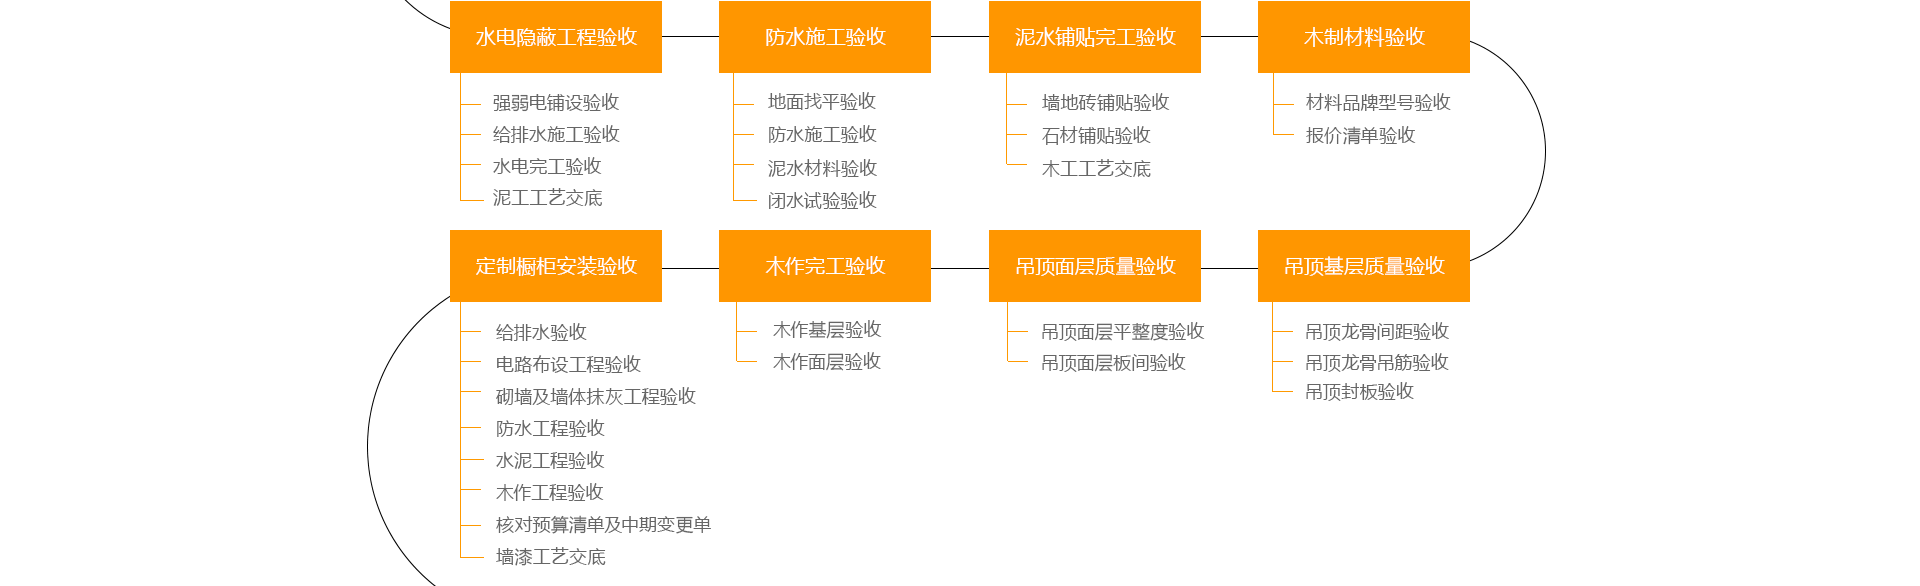 水电隐蔽工程验收
强弱电铺设验收
给排水施工验收
水电完工验收
泥工工艺交底
防水施工验收
地面找平验收
防水施工验收
泥水材料验收
闭水试验验收
泥水铺贴完工验收
墙地砖铺贴验收
石材铺贴验收
木工工艺交底
木制材料验收
材料品牌型号验收
报价清单验收
定制橱柜安装验收
给排水验收
电路布设工程验收
砌墙及墙体抹灰工程验收
防水工程验收
水泥工程验收
木作工程验收
核对预算清单及中期变更单
墙漆工艺交底
木作完工验收
木作基层验收
木作面层验收
吊顶面层质量验收
吊顶面层平整度验收
吊顶面层板间验收
吊顶基层质量验收
吊顶龙骨间距验收
吊顶龙骨吊筋验收
吊顶封板验收